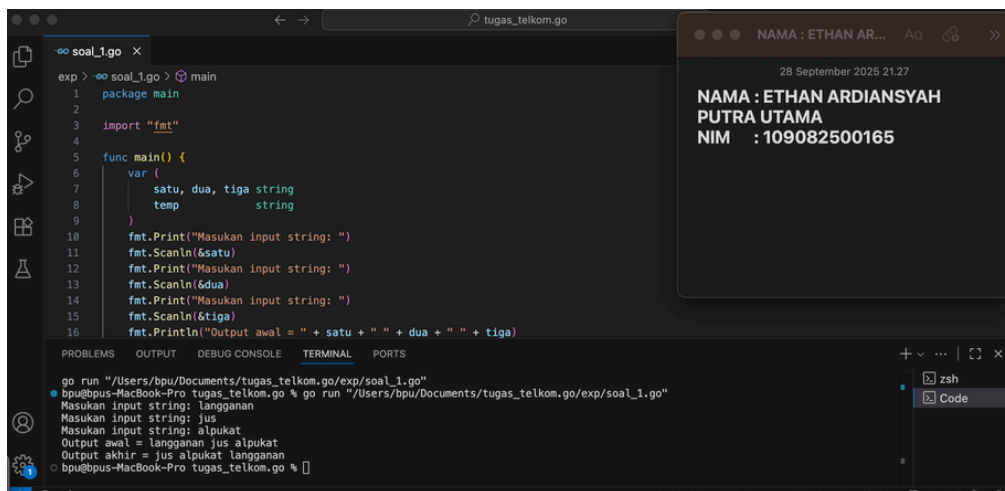 tugas_telkom.go
soal_1.go
exp > soal_1.go > main
1 package main
2
3 import "fmt"
4
5 func main() {
6 var (
7 satu, dua, tiga string
8 temp string
9 )
10 fmt.Print("Masukan input string: ")
11 fmt.Scanln(&satu)
12 fmt.Print("Masukan input string: ")
13 fmt.Scanln(&dua)
14 fmt.Print("Masukan input string: ")
15 fmt.Scanln(&tiga)
16 fmt.Println("Output awal = " + satu + " " + dua + " " + tiga)
NAMA : ETHAN AR... Aa
28 September 2025 21.27
NAMA : ETHAN ARDIANSYAH
PUTRA UTAMA
NIM : 109082500165
PROBLEMS OUTPUT DEBUG CONSOLE TERMINAL PORTS
go run "/Users/bpu/Documents/tugas_telkom.go/exp/soal_1.go"
bpu@bpus-MacBook-Pro tugas_telkom.go % go run "/Users/bpu/Documents/tugas_telkom.go/exp/soal_1.go"
Masukan input string: langganan
Masukan input string: jus
Masukan input string: alpukat
Output awal = langganan jus alpukat
Output akhir = jus alpukat langganan
bpu@bpus-MacBook-Pro tugas_telkom.go %
zsh
Code
1